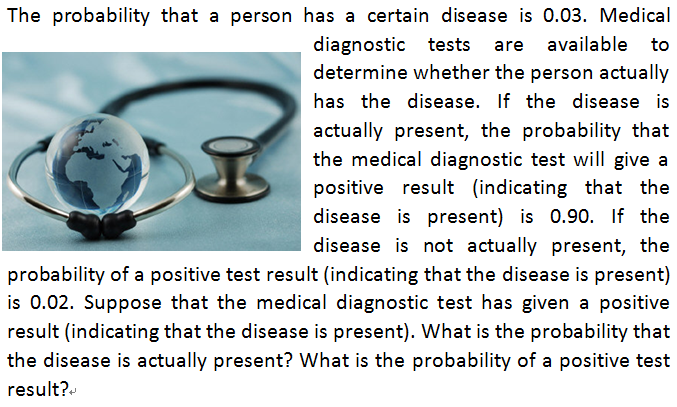 The probability that a person has a certain disease is 0.03. Medical
diagnostic tests are available to
determine whether the person actually
has the disease. If the disease is
actually present, the probability that
the medical diagnostic test will give a
positive result (indicating that the
disease is present) is 0.90. If the
disease is not actually present, the
probability of a positive test result (indicating that the disease is present)
is 0.02. Suppose that the medical diagnostic test has given a positive
result (indicating that the disease is present). What is the probability that
the disease is actually present? What is the probability of a positive test
result?